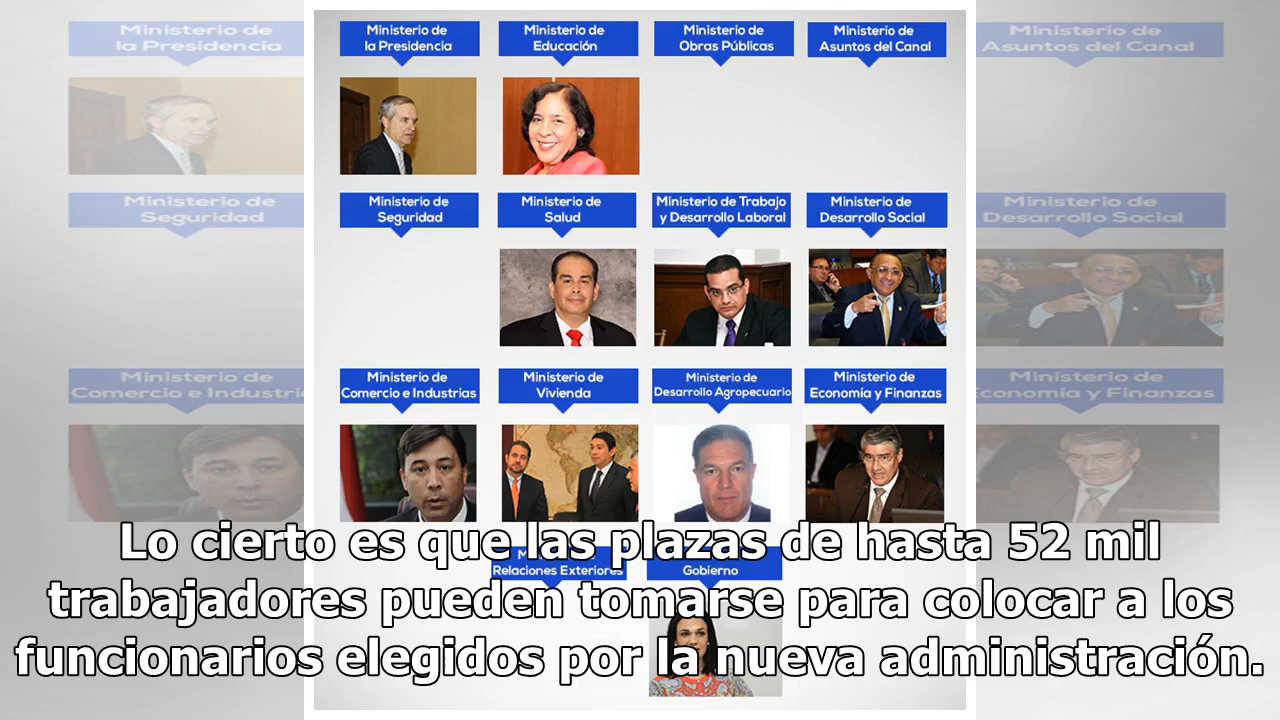 Ministerio de
la Presidencia
Ministerio de
Educación
Ministerio de
Obras Públicas
Ministerio de
Asuntos del Canal
Ministerio de
Seguridad
Ministerio de
Salud
Ministerio de Trabajo
y Desarrollo Laboral
Ministerio de
Desarrollo Social
Ministerio de
Comercio e Industrias
Ministerio de
Vivienda
Ministerio de
Desarrollo Agropecuario
Ministerio de
Economía y Finanzas
Relaciones Exteriores
Gobierno
Lo cierto es que las plazas de hasta 52 mil
trabajadores pueden tomarse para colocar a los
funcionarios elegidos por la nueva administración.